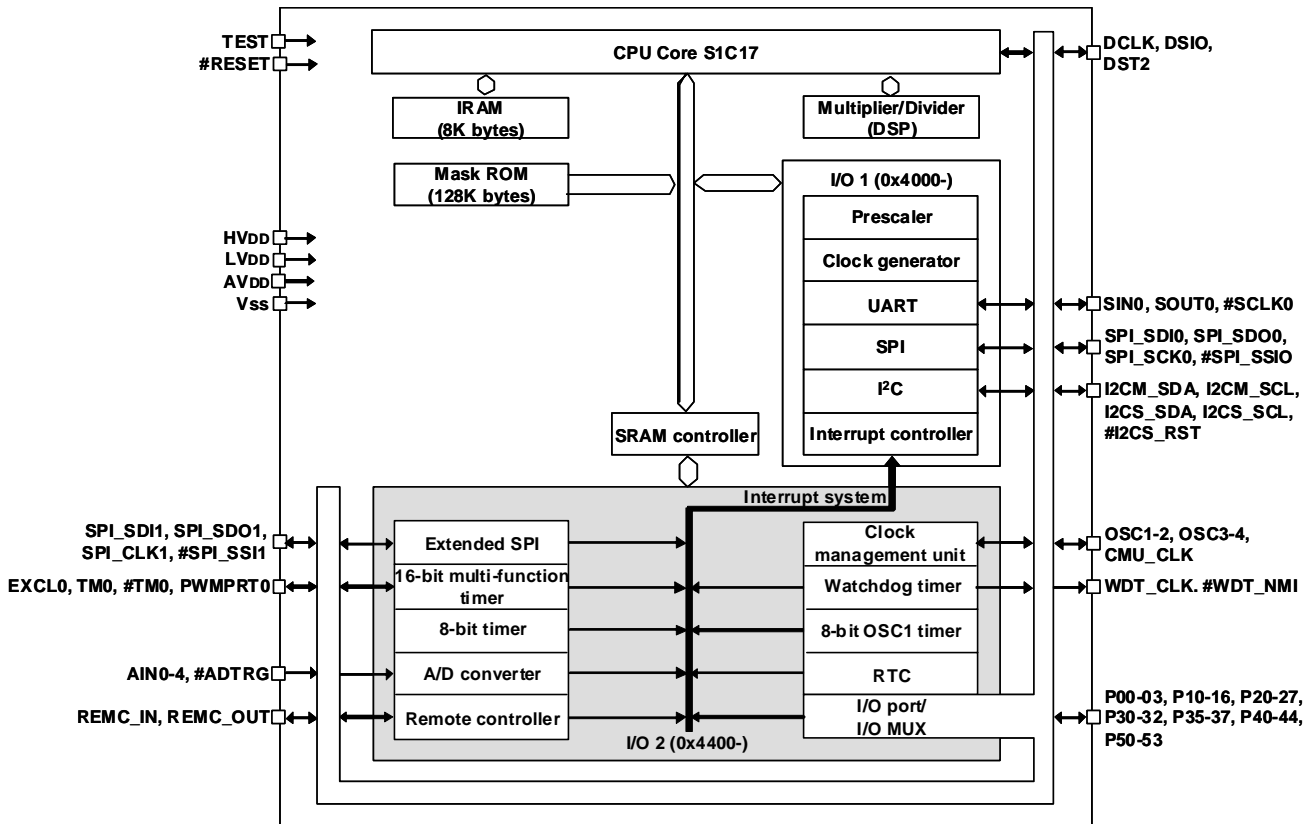 TEST
#RESET
CPU Core S1C17
DCLK, DSIO,
DST2
IRAM
(8K bytes)
Multiplier/Divider
(DSP)
Mask ROM
(128K bytes)
I/O 1 (0x4000-)
Prescaler
Clock generator
UART
SPI
I²C
Interrupt controller
HVDD
LVDD
AVDD
Vss
SIN0, SOUT0, #SCLK0
SPI_SDI0, SPI_SDO0,
SPI_SCK0, #SPI_SSIO
I2CM_SDA, I2CM_SCL,
I2CS_SDA, I2CS_SCL,
#I2CS_RST
SRAM controller
Interrupt system
SPI_SDI1, SPI_SDO1,
SPI_CLK1, #SPI_SSI1
EXCL0, TM0, #TM0, PWMPRT0
AIN0-4, #ADTRG
REMC_IN, REMC_OUT
Extended SPI
16-bit multi-function
timer
8-bit timer
A/D converter
Remote controller
I/O 2 (0x4400-)
Clock
management unit
Watchdog timer
8-bit OSC1 timer
RTC
I/O port/
I/O MUX
OSC1-2, OSC3-4,
CMU_CLK
WDT_CLK. #WDT_NMI
P00-03, P10-16, P20-27,
P30-32, P35-37, P40-44,
P50-53